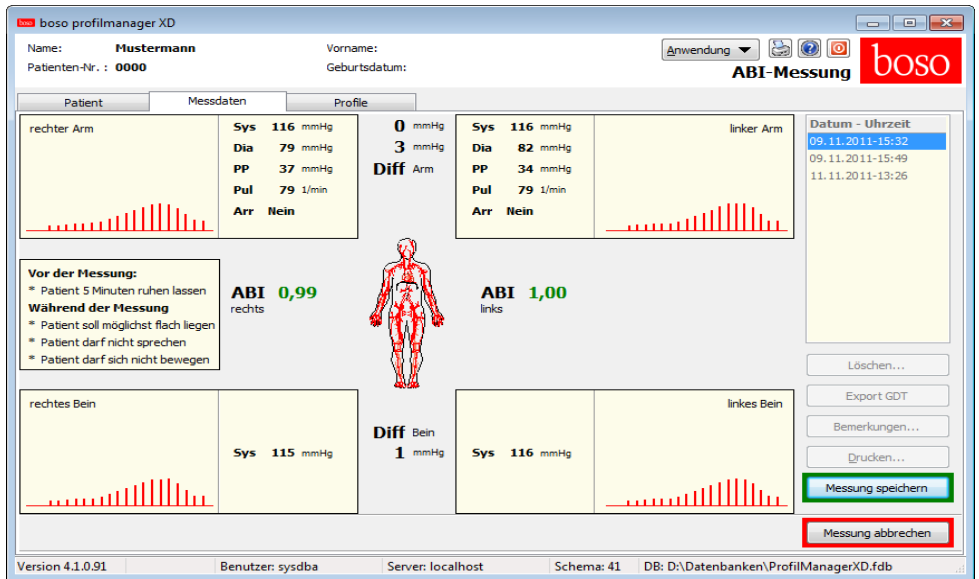 boso boso profilmanager XD
Name: Mustermann Vorname:
Patienten-Nr. : 0000 Geburtsdatum:
Anwendung
ABI-Messung
boso
Patient Messdaten Profile
rechter Arm
Sys 116 mmHg
Dia 79 mmHg
PP 37 mmHg
Pul 79 1/min
Arr Nein
0 mmHg
3 mmHg
Diff Arm
Sys 116 mmHg
Dia 82 mmHg
PP 34 mmHg
Pul 79 1/min
Arr Nein
linker Arm
Datum - Uhrzeit
09.11.2011-15:32
09.11.2011-15:49
11.11.2011-13:26
Vor der Messung:
* Patient 5 Minuten ruhen lassen
Während der Messung
* Patient soll möglichst flach liegen
* Patient darf nicht sprechen
* Patient darf sich nicht bewegen
ABI 0,99
rechts
ABI 1,00
links
rechtes Bein
Sys 115 mmHg
Diff Bein
1 mmHg
Sys 116 mmHg
linkes Bein
Löschen...
Export GDT
Bemerkungen...
Drucken...
Messung speichern
Messung abbrechen
Version 4.1.0.91 Benutzer: sysdba Server: localhost Schema: 41 DB: D:\Datenbanken\ProfilManagerXD.fdb